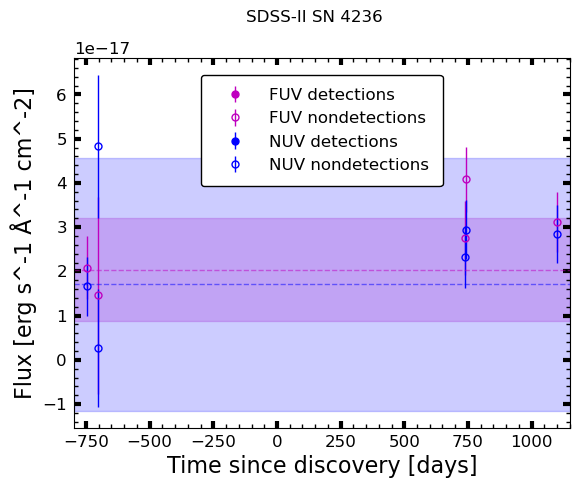 SDSS-II SN 4236
1e−17
FUV detections
FUV nondetections
NUV detections
NUV nondetections
6
5
4
3
2
1
0
−1
Flux [erg s^-1 Å^-1 cm^-2]
−750 −500 −250 0 250 500 750 1000
Time since discovery [days]